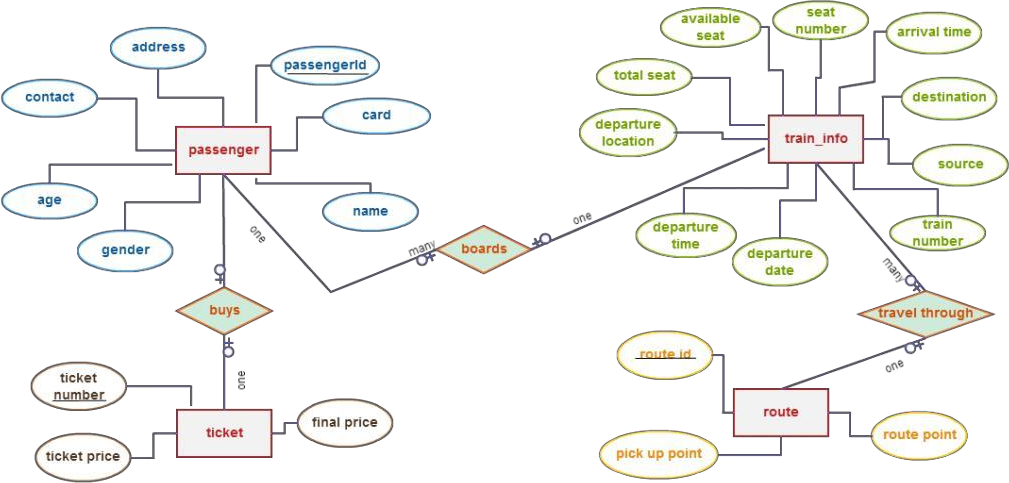 address
passengerId
contact
card
passenger
age
name
gender
one
many
boards
one
buys
one
ticket
number
ticket
final price
ticket price
available
seat
seat
number
arrival time
total seat
destination
departure
location
train_info
source
departure
time
departure
date
train
number
many
travel through
one
route id
route
route point
pick up point